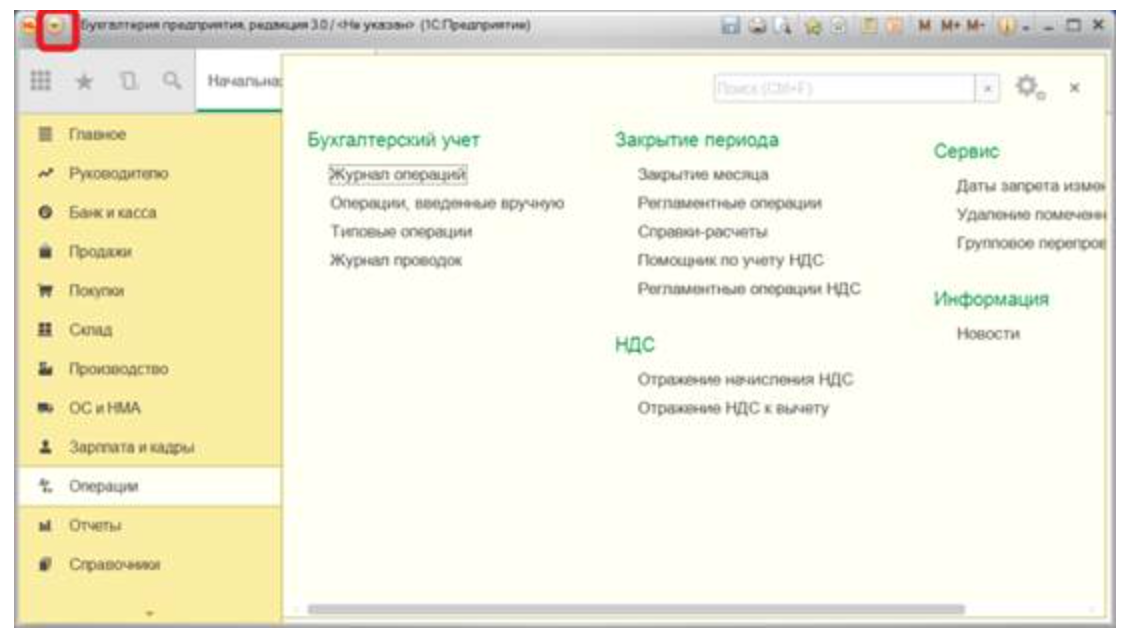 Бухгалтерия предприятия, редакция 3.0 / <Не указано> (1С:Предприятие)
M M+ M-
Начальна
Поиск (Ctrl+F)
Главное
Руководителю
Банк и касса
Продажи
Покупки
Склад
Производство
ОС и НМА
Зарплата и кадры
Операции
Отчеты
Справочники
Бухгалтерский учет
Журнал операций
Операции, введенные вручную
Типовые операции
Журнал проводок
Закрытие периода
Закрытие месяца
Регламентные операции
Справки-расчеты
Помощник по учету НДС
Регламентные операции НДС
НДС
Отражение начисления НДС
Отражение НДС к вычету
Сервис
Даты запрета измен
Удаление помеченн
Групповое перепров
Информация
Новости